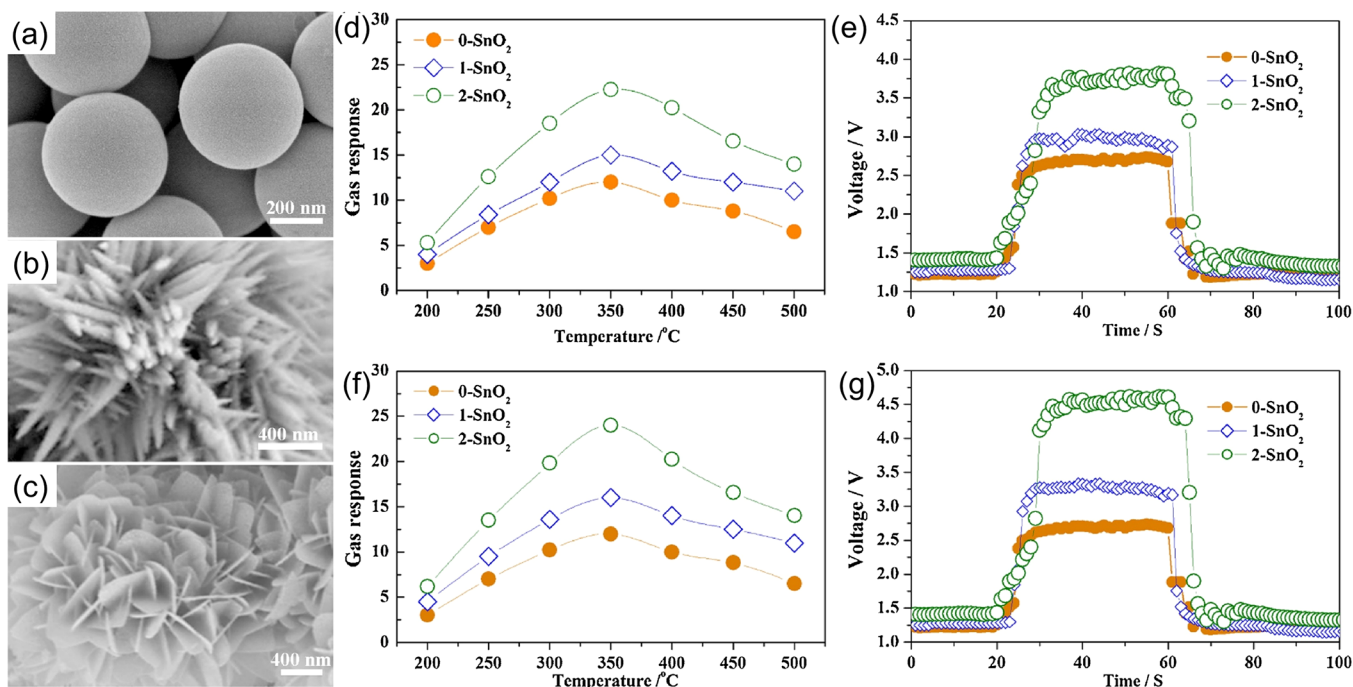 (a)
200 nm
(b)
400 nm
(c)
400 nm
(d)
0-SnO2
1-SnO2
2-SnO2
30
25
20
15
10
5
0
Gas response
200 250 300 350 400 450 500
Temperature /°C
(e)
0-SnO2
1-SnO2
2-SnO2
4.5
4.0
3.5
3.0
2.5
2.0
1.5
1.0
Voltage / V
0 20 40 60 80 100
Time / S
(f)
0-SnO2
1-SnO2
2-SnO2
30
25
20
15
10
5
0
Gas response
200 250 300 350 400 450 500
Temperature /°C
(g)
0-SnO2
1-SnO2
2-SnO2
5.0
4.5
4.0
3.5
3.0
2.5
2.0
1.5
1.0
Voltage / V
0 20 40 60 80 100
Time / S